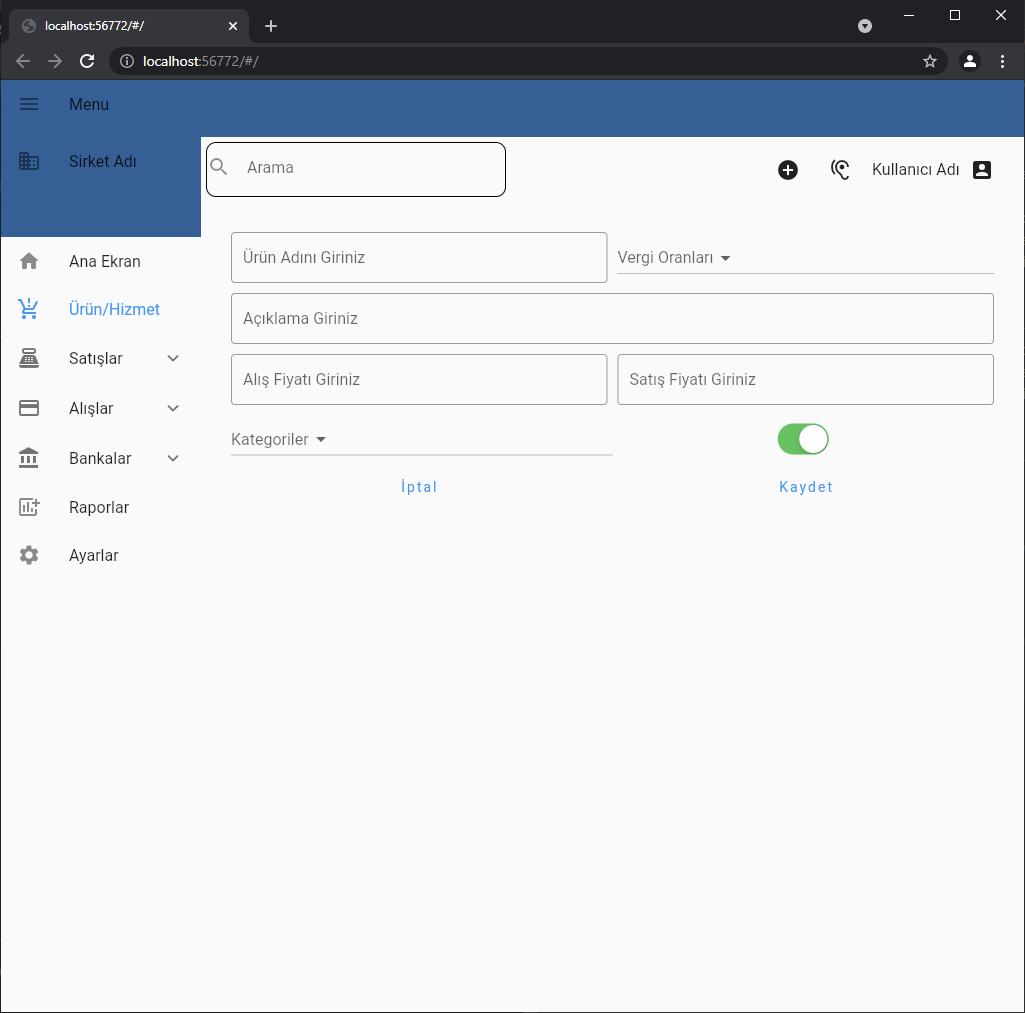 localhost:56772/#/
localhost:56772/#/
Menu
Sirket Adı
Arama
Kullanıcı Adı
Ana Ekran
Ürün/Hizmet
Satışlar
Alışlar
Bankalar
Raporlar
Ayarlar
Ürün Adını Giriniz
Vergi Oranları
Açıklama Giriniz
Alış Fiyatı Giriniz
Satış Fiyatı Giriniz
Kategoriler
İptal
Kaydet